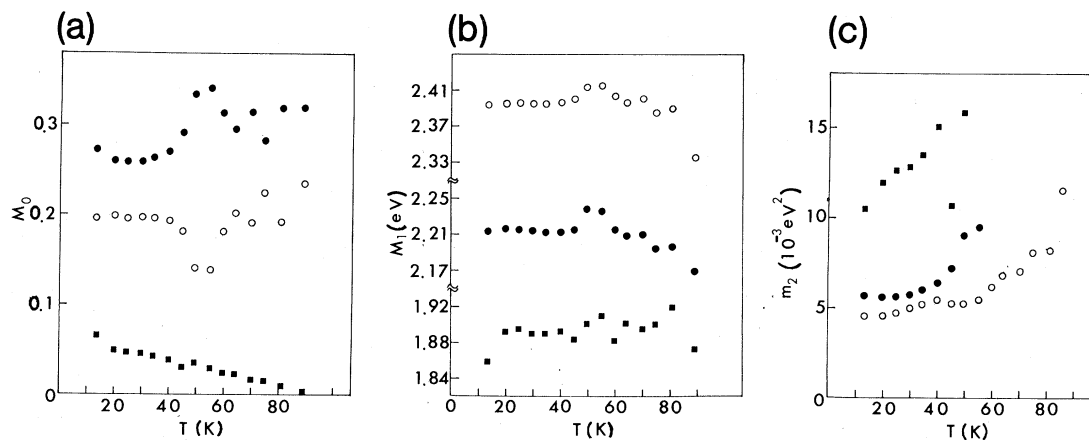 (a)
(b)
(c)
M0
0.3
0.2
0.1
0
20 40 60 80
T (K)
M1 (eV)
2.41
2.37
2.33
2.25
2.21
2.17
1.92
1.88
1.84
0 20 40 60 80
T (K)
m2 (10-3 eV2)
15
10
5
0
20 40 60 80
T (K)